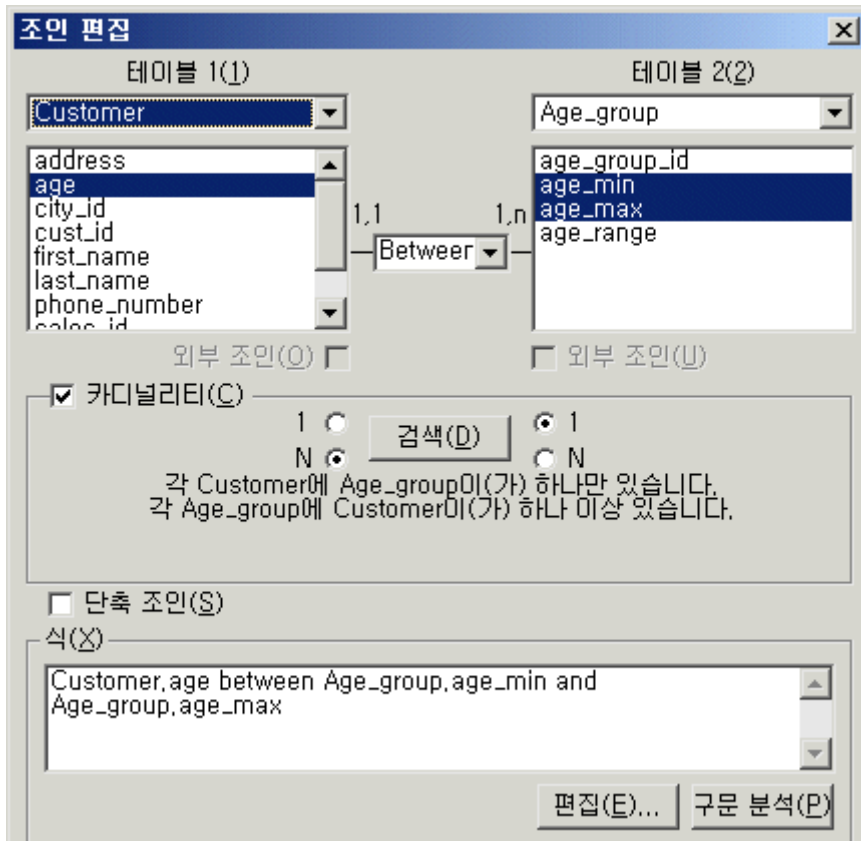 조인 편집
테이블 1(1)
테이블 2(2)
Customer
Age_group
address
age
city_id
cust_id
first_name
last_name
phone_number
sales_id
1,1
1,n
Between
age_group_id
age_min
age_max
age_range
외부 조인(O)
외부 조인(U)
카디널리티(C)
1
N
검색(D)
1
N
각 Customer에 Age_group이(가) 하나만 있습니다.
각 Age_group에 Customer이(가) 하나 이상 있습니다.
단축 조인(S)
식(X)
Customer.age between Age_group.age_min and
Age_group.age_max
편집(E)...
구문 분석(P)